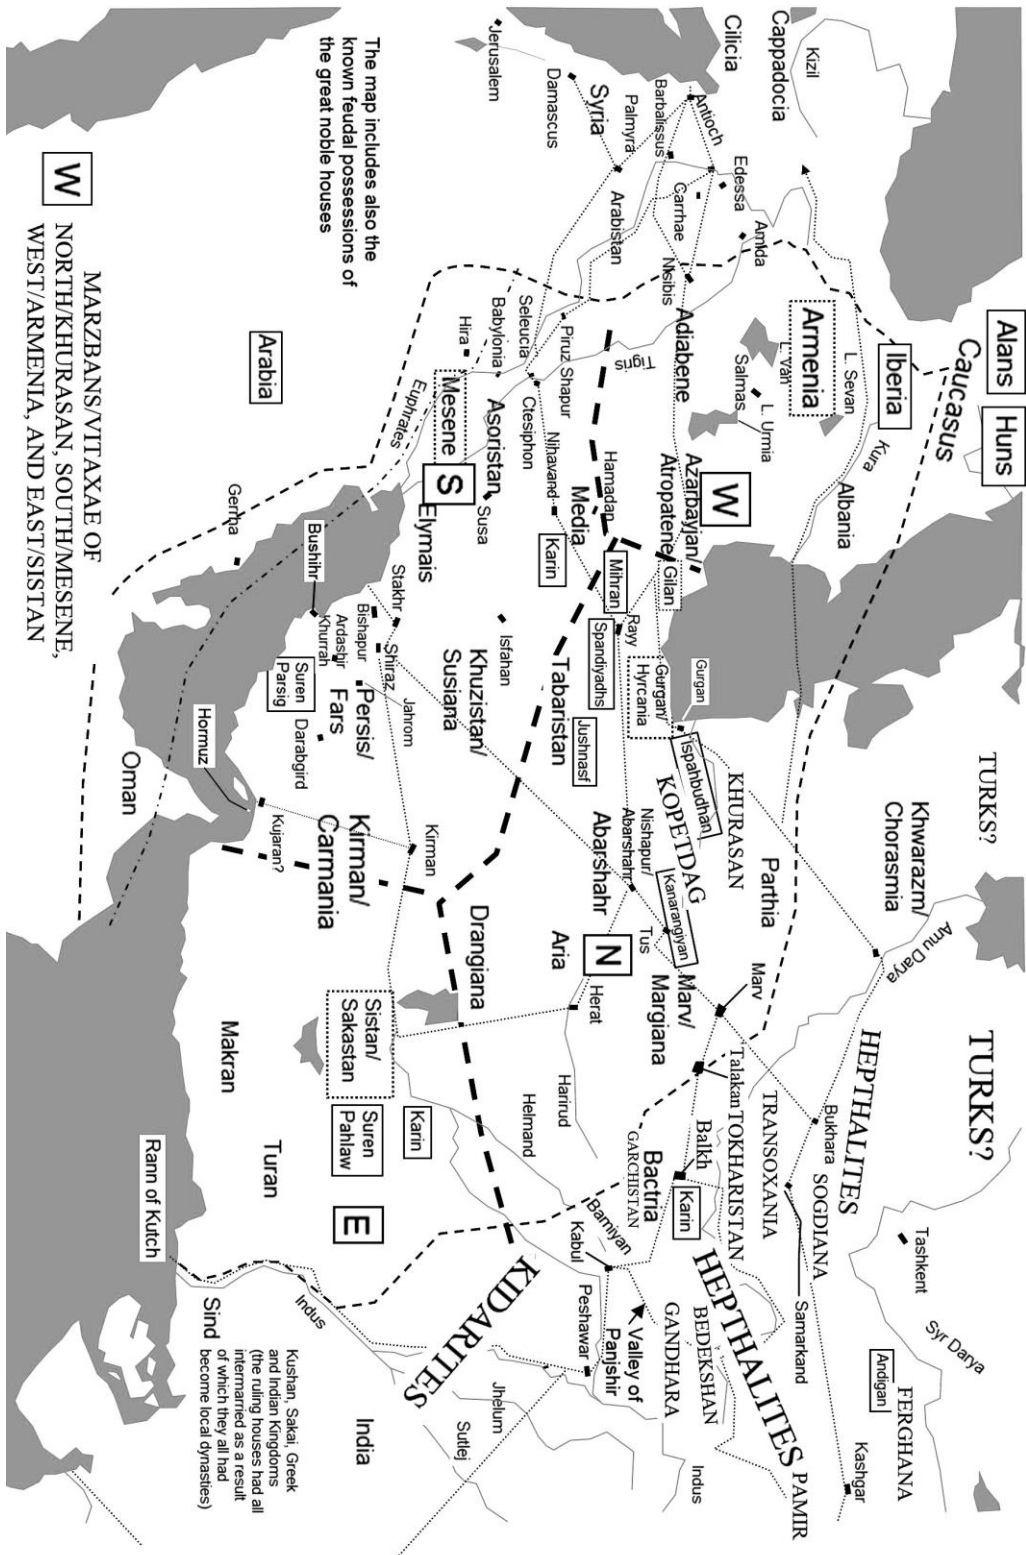 Alans
Huns
TURKS?
TURKS?
Caucasus
Iberia
Kizil
Cappadocia
Cilicia
Khwarazm/
Chorasmia
Amu Darya
HEPTHALITES
Tashkent
Syr Darya
FERGHANA
Andigan
Kashgar
L. Sevan
Kura
Albania
Armenia
L. Van
Salmas
L. Urmia
Amida
Edessa
Antioch
Carrhae
Nisibis
Barbalissus
Palmyra
Syria
Damascus
Jerusalem
Arabistan
Adiabene
Tigris
W
Azarbayjan/
Atropatene
Gilan
Gurgan
Gurgan/
Hyrcania
Ispahbudhan
KHURASAN
KOPETDAG
Parthia
Marv
Marv/
Margiana
Bukhara
SOGDIANA
Samarkand
TRANSOXANIA
Talakan
TOKHARISTAN
Balkh
Karin
Bactria
GARCHISTAN
HEPTHALITES
PAMIR
BEDEKSHAN
GANDHARA
Indus
Valley of
Panjshir
Bamiyan
Kabul
Peshawar
KIDARITES
Hamadan
Media
Mihran
Rayy
Spandiyadhs
Karin
Nihavand
Tabaristan
Jushnasf
Nishapur/
Abarshahr
Abarshahr
Kanarangiyan
Tus
N
Aria
Herat
Harirud
Helmand
Piruz Shapur
Ctesiphon
Seleucia
Babylonia
Hira
Asoristan
Mesene
S
Susa
Elymais
Euphrates
Isfahan
Khuzistan/
Susiana
Drangiana
Stakhr
Shiraz
Bishapur
Ardashir
Khurrah
Jahrom
Persis/
Fars
Darabgird
Suren
Parsig
Bushihr
Gerrha
Arabia
Kirman
Kirman/
Carmania
Kujaran?
Hormuz
Oman
Sistan/
Sakastan
Karin
Suren
Pahlaw
E
Makran
Turan
Rann of Kutch
Indus
Sind
India
Jhelum
Sutlej
Kushan, Sakai, Greek
and Indian Kingdoms
(the ruling houses had all
intermarried as a result
of which they all had
become local dynasties)
The map includes also the
known feudal possessions of
the great noble houses
W
MARZBANS/VITAXAE OF
NORTH/KHURASAN, SOUTH/MESENE,
WEST/ARMENIA, AND EAST/SISTAN